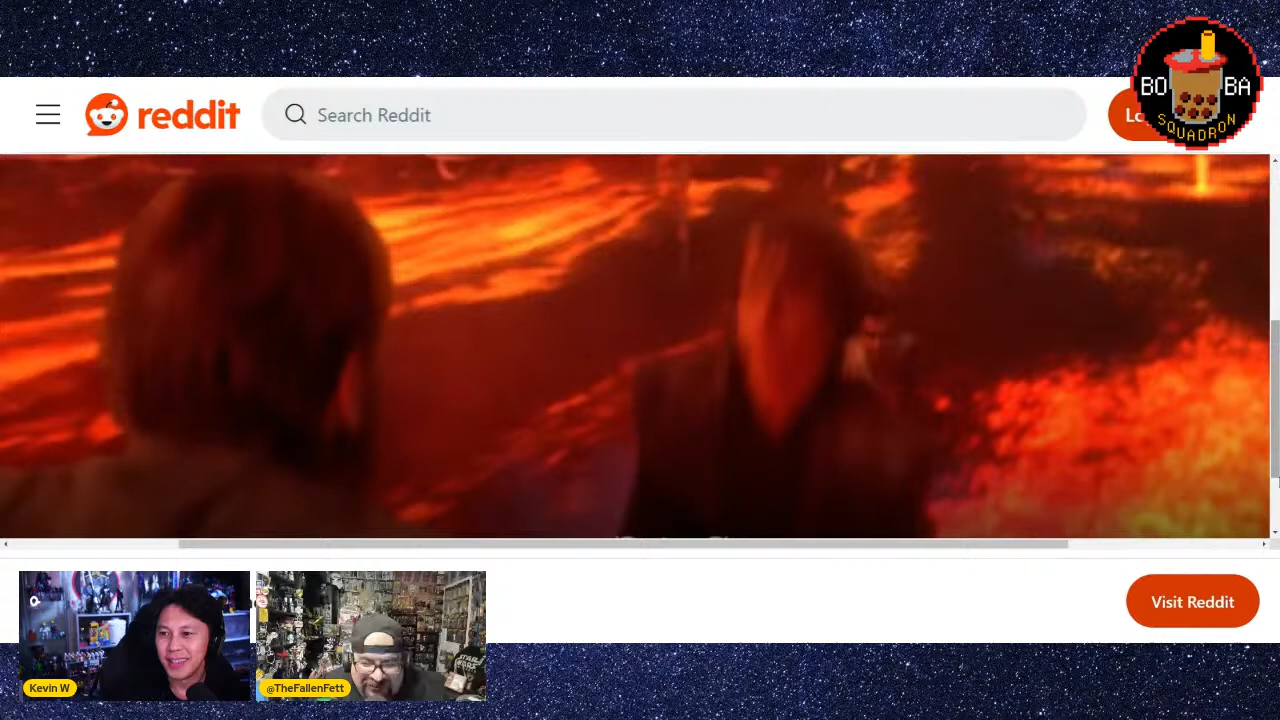 reddit
Search Reddit
BO BA
SQUADRON
Visit Reddit
Kevin W
@TheFallenFett